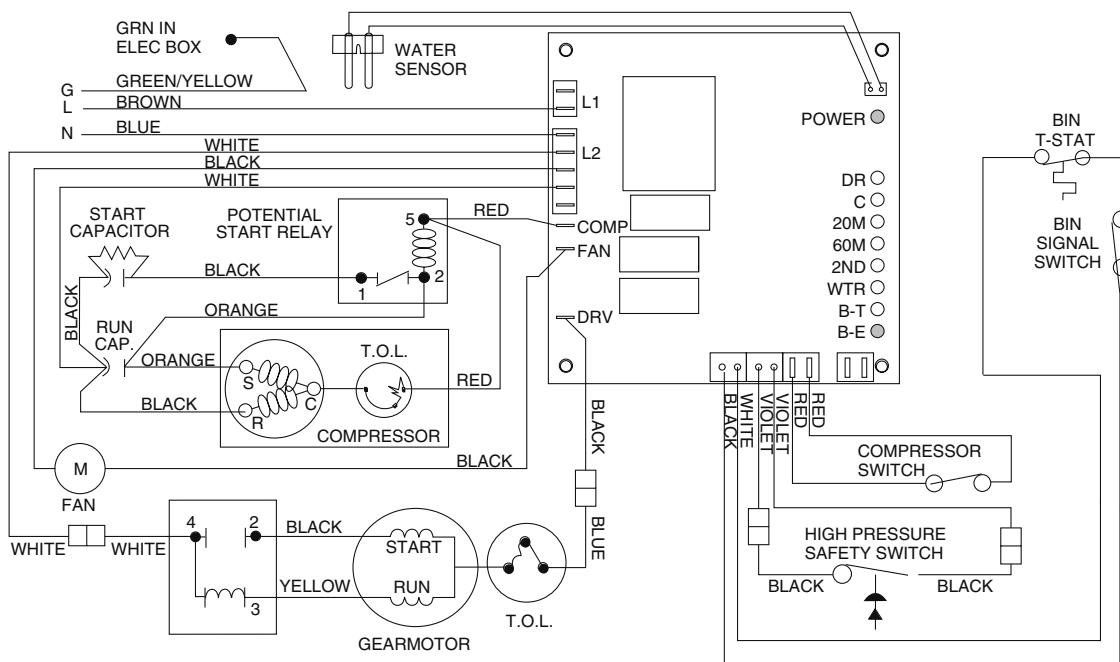 GRN IN
ELEC BOX
WATER
SENSOR
G
GREEN/YELLOW
L
BROWN
N
BLUE
WHITE
BLACK
WHITE
L1
L2
COMP
FAN
DRV
POWER
DR
C
20M
60M
2ND
WTR
B-T
B-E
BIN
T-STAT
BIN
SIGNAL
SWITCH
START
CAPACITOR
POTENTIAL
START RELAY
5
RED
BLACK
1
2
ORANGE
BLACK
RUN
CAP.
ORANGE
T.O.L.
S
C
R
RED
BLACK
COMPRESSOR
M
FAN
BLACK
BLACK
BLUE
WHITE
WHITE
4
2
3
BLACK
YELLOW
START
RUN
GEARMOTOR
T.O.L.
BLACK
WHITE
VIOLET
VIOLET
RED
RED
COMPRESSOR
SWITCH
HIGH PRESSURE
SAFETY SWITCH
BLACK
BLACK